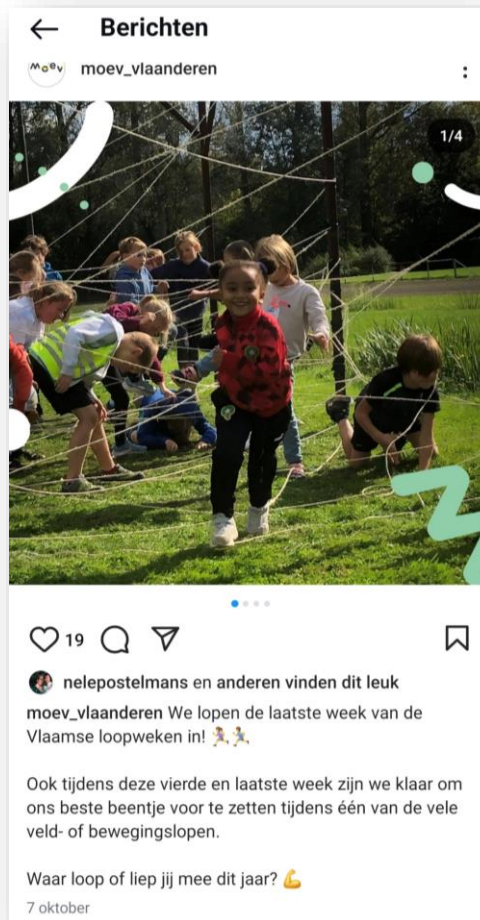 Berichten
moev
moev_vlaanderen
1/4
19
nelepostelmans en anderen vinden dit leuk
moev_vlaanderen We lopen de laatste week van de
Vlaamse loopweken in! 🏃‍♀️🏃‍♂️
Ook tijdens deze vierde en laatste week zijn we klaar om
ons beste beentje voor te zetten tijdens één van de vele
veld- of bewegingslopen.
Waar loop of liep jij mee dit jaar? 💪
7 oktober